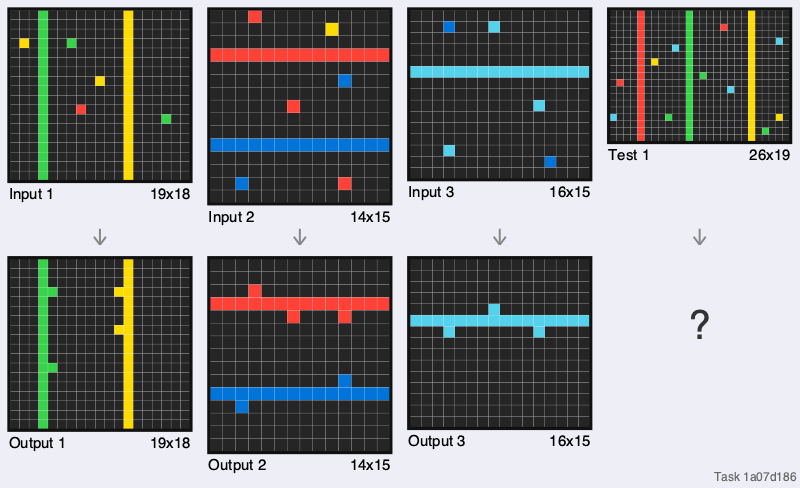 Input 1 19x18
Input 2 14x15
Input 3 16x15
Test 1 26x19
?
Output 1 19x18
Output 2 14x15
Output 3 16x15
Task 1a07d186